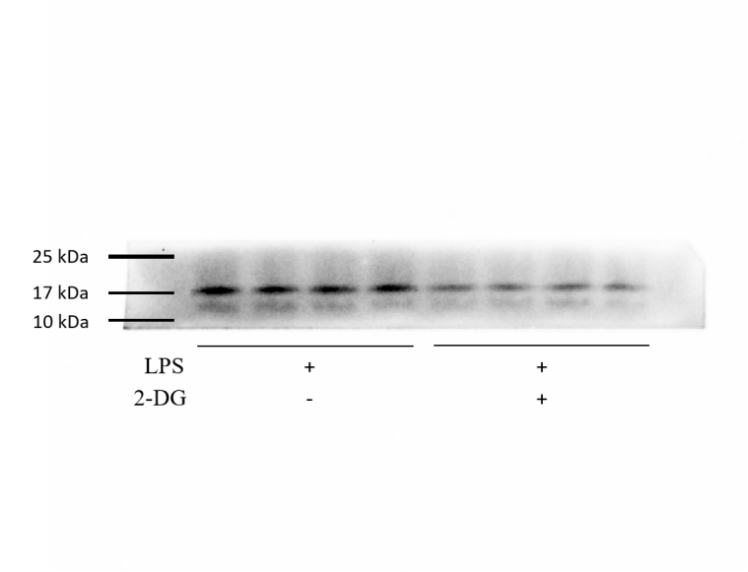 25 kDa
17 kDa
10 kDa
LPS + +
2-DG - +